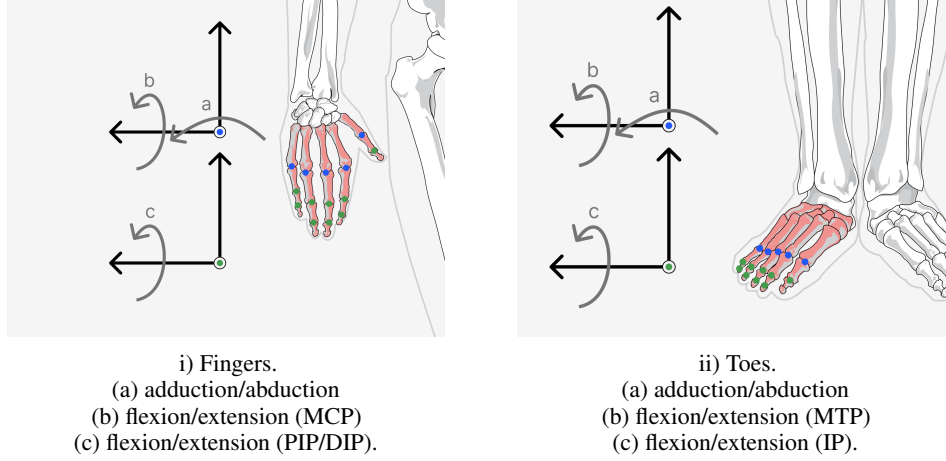 b
a
c
b
a
c
i) Fingers.
(a) adduction/abduction
(b) flexion/extension (MCP)
(c) flexion/extension (PIP/DIP).
ii) Toes.
(a) adduction/abduction
(b) flexion/extension (MTP)
(c) flexion/extension (IP).